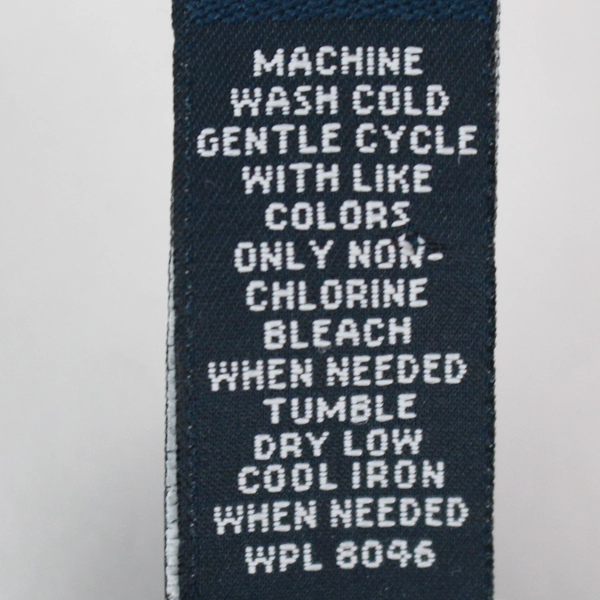 MACHINE
WASH COLD
GENTLE CYCLE
WITH LIKE
COLORS
ONLY NON-
CHLORINE
BLEACH
WHEN NEEDED
TUMBLE
DRY LOW
COOL IRON
WHEN NEEDED
WPL 8046